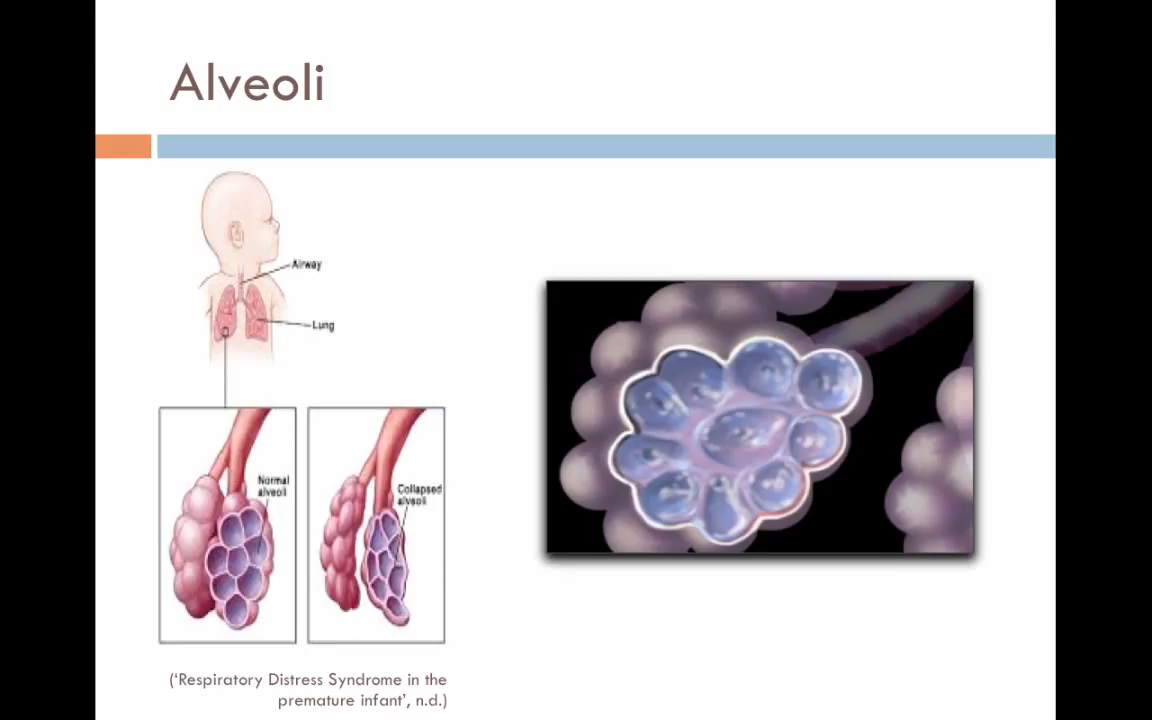 Alveoli
Airway
Lung
Normal
alveoli
Collapsed
alveoli
(‘Respiratory Distress Syndrome in the
premature infant’, n.d.)